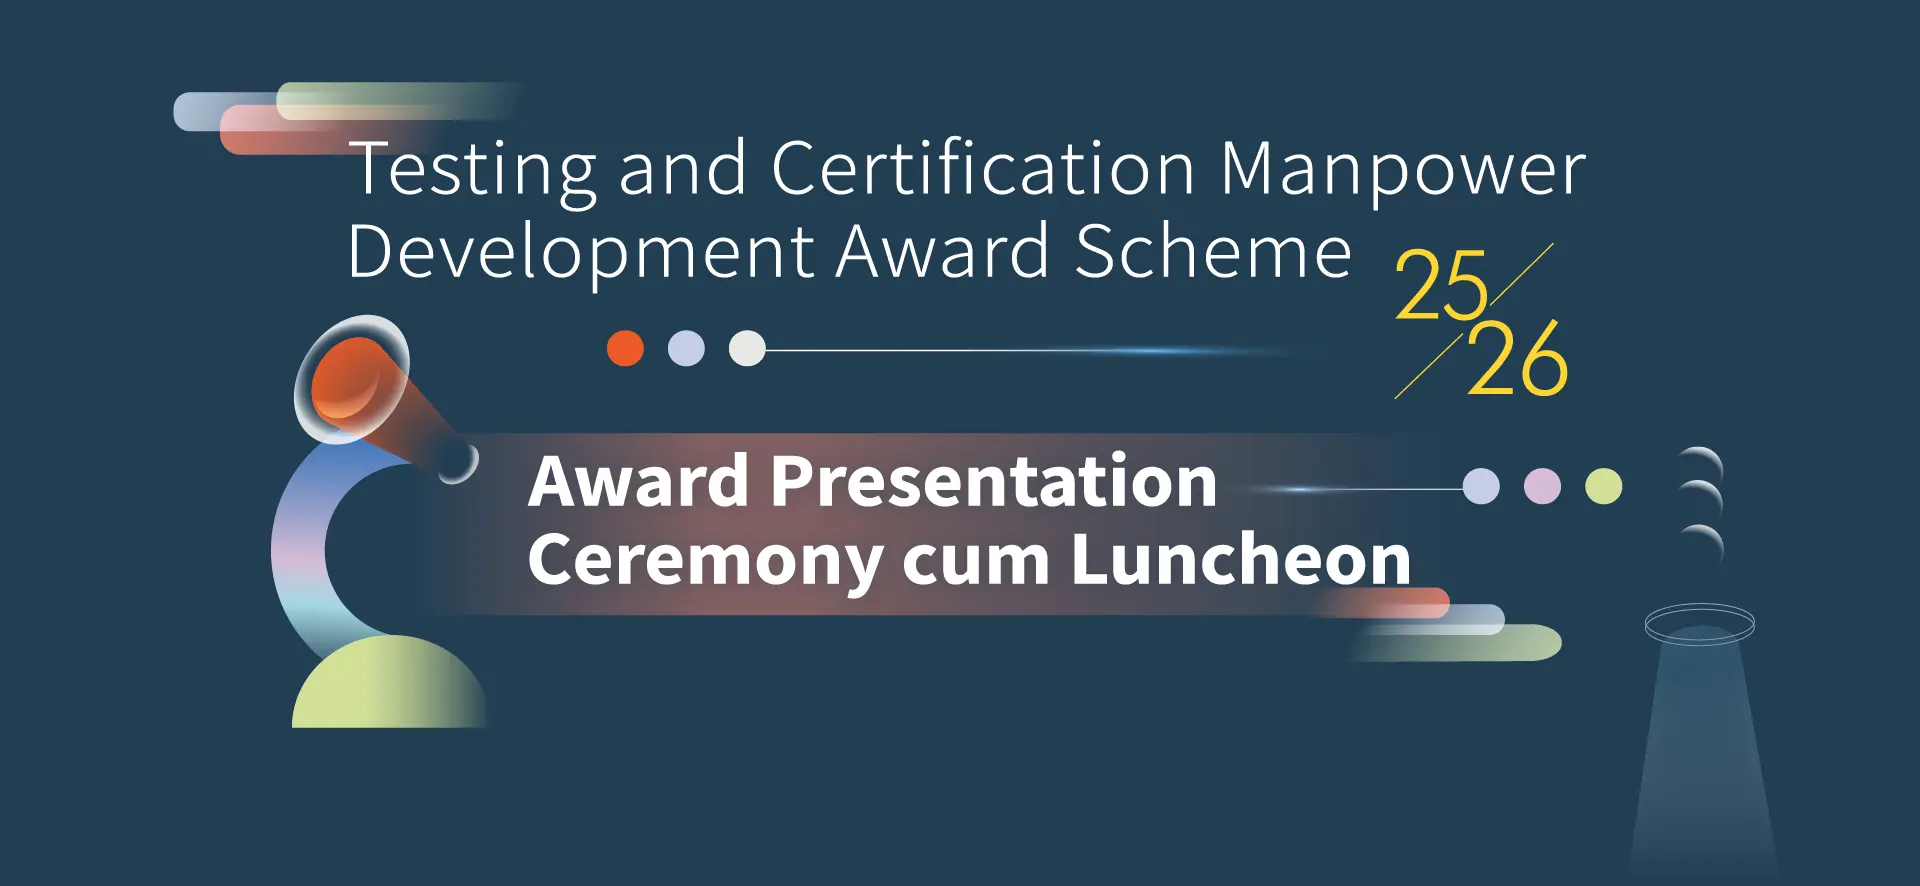 Testing and Certification Manpower
Development Award Scheme
25/
/26
Award Presentation
Ceremony cum Luncheon